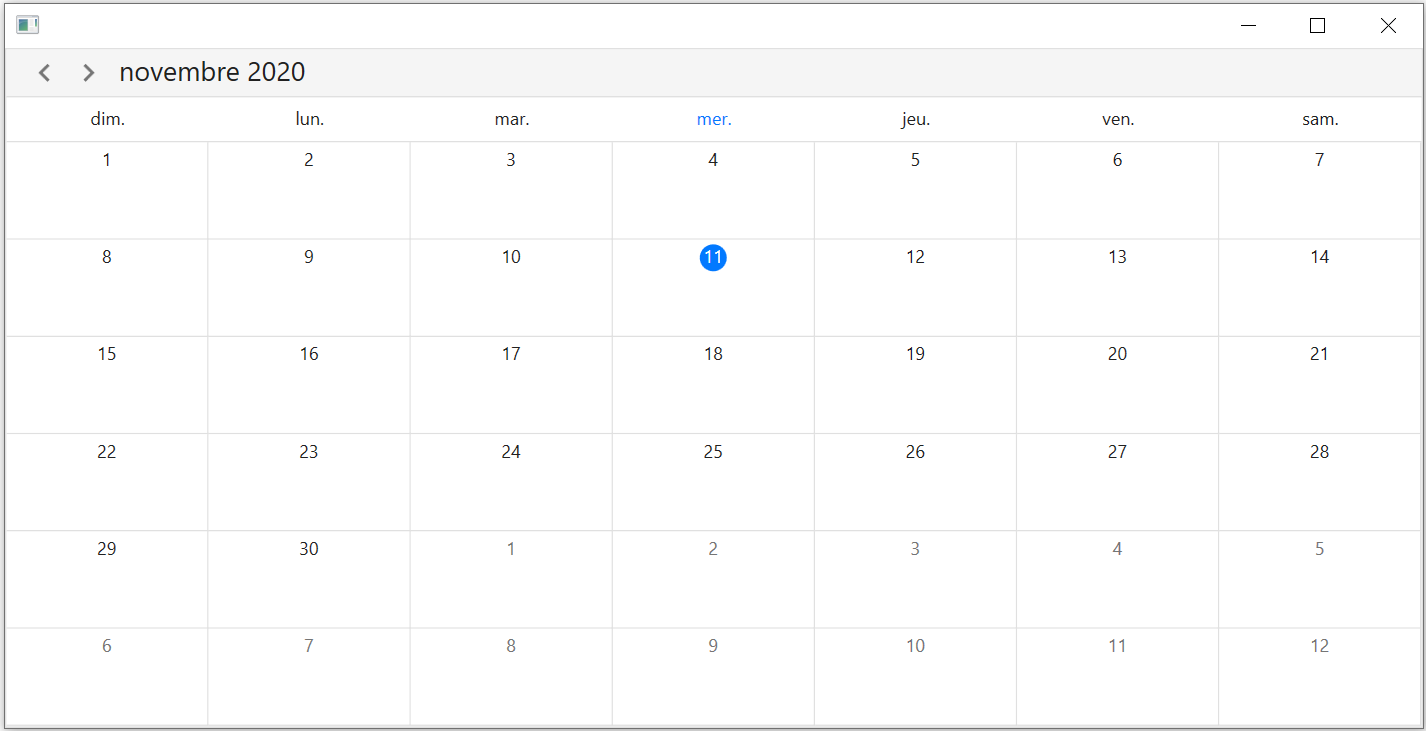 novembre 2020
dim. lun. mar. mer. jeu. ven. sam.
1 2 3 4 5 6 7
8 9 10 11 12 13 14
15 16 17 18 19 20 21
22 23 24 25 26 27 28
29 30 1 2 3 4 5
6 7 8 9 10 11 12